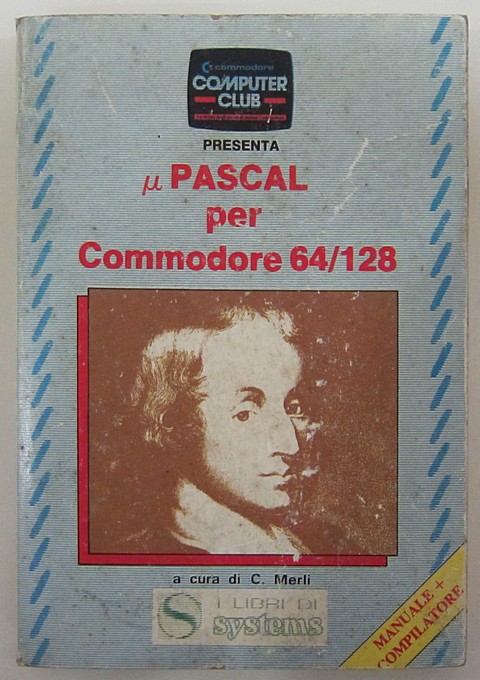 commodore
COMPUTER
CLUB
PRESENTA
µ PASCAL
per
Commodore 64/128
a cura di C. Merli
S I LIBRI DI
systems
MANUALE +
COMPILATORE